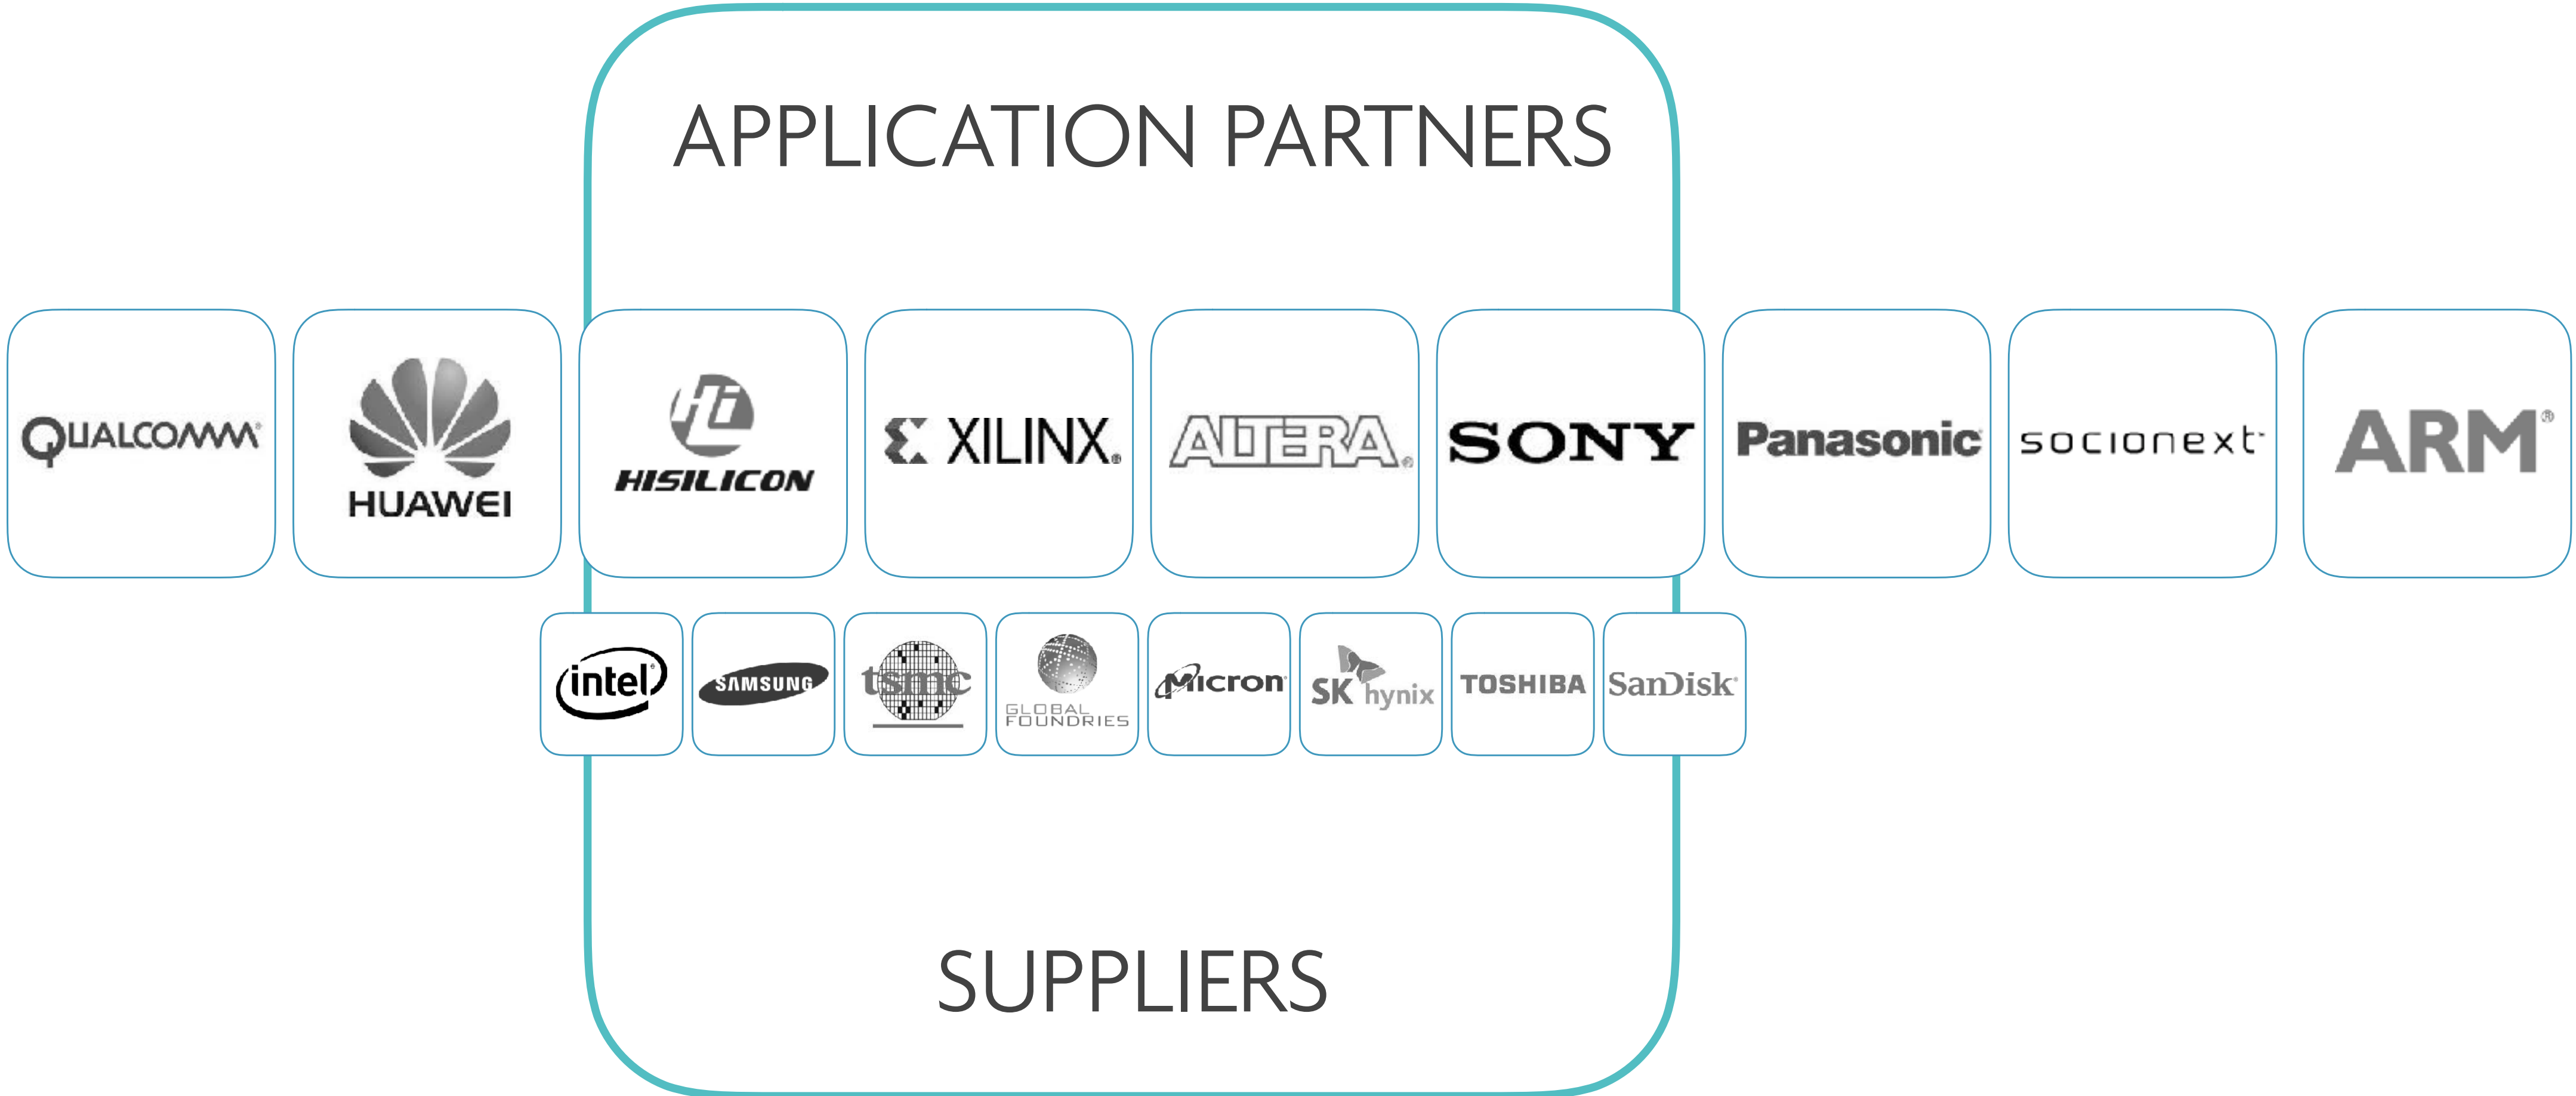 APPLICATION PARTNERS
QUALCOMM®
HUAWEI
Hi
HISILICON
XILINX®
ALTERA®
SONY
Panasonic
socionext
ARM®
intel®
SAMSUNG
tsmc
GLOBAL
FOUNDRIES
Micron
SK hynix
TOSHIBA
SanDisk
SUPPLIERS